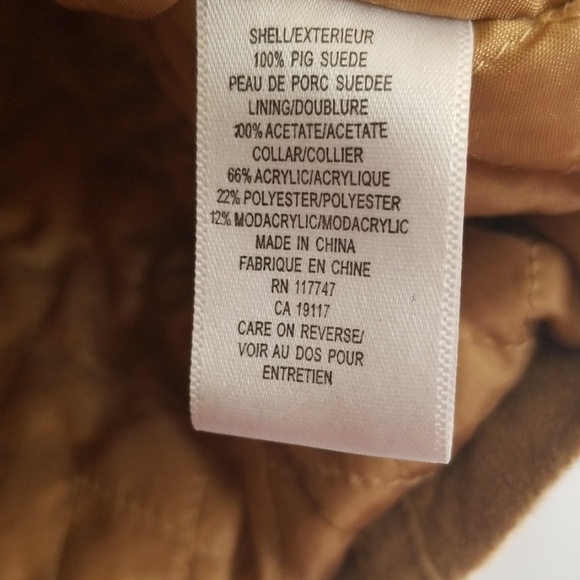 SHELL/EXTERIEUR
100% PIG SUEDE
PEAU DE PORC SUEDEE
LINING/DOUBLURE
100% ACETATE/ACETATE
COLLAR/COLLIER
66% ACRYLIC/ACRYLIQUE
22% POLYESTER/POLYESTER
12% MODACRYLIC/MODACRYLIC
MADE IN CHINA
FABRIQUE EN CHINE
RN 117747
CA 19117
CARE ON REVERSE/
VOIR AU DOS POUR
ENTRETIEN